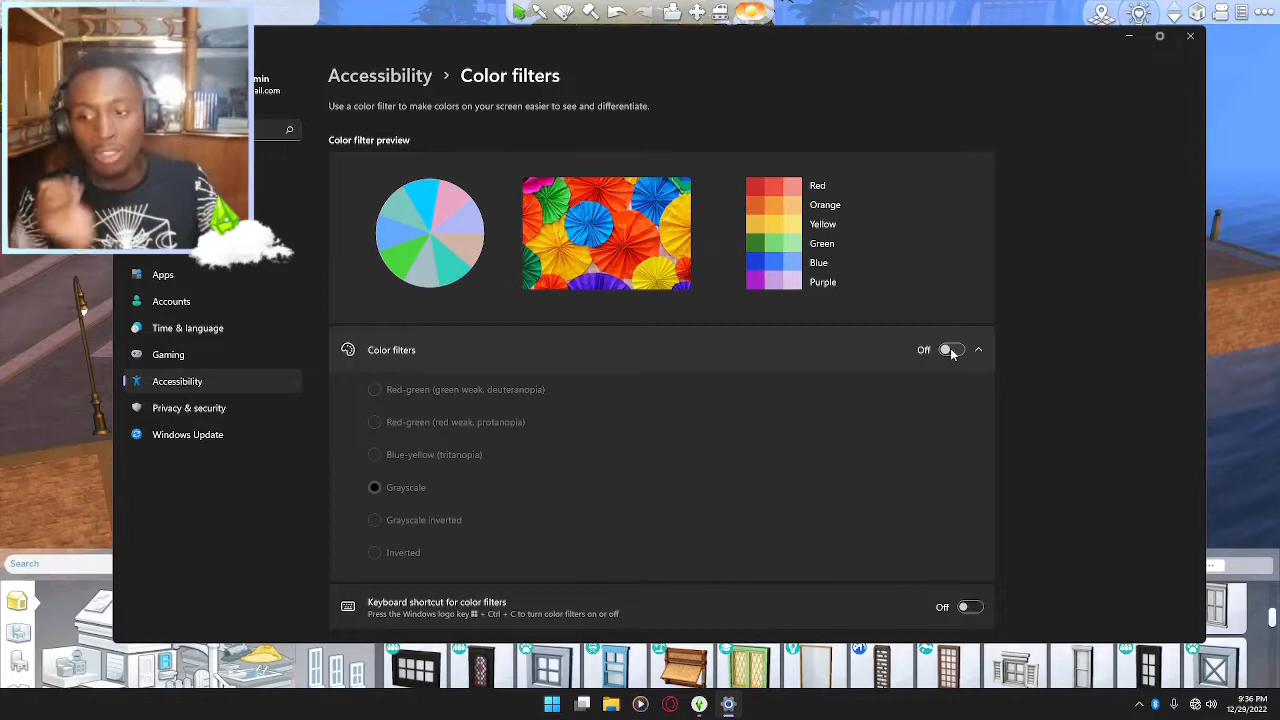 min
ail.com
Accessibility > Color filters
Use a color filter to make colors on your screen easier to see and differentiate.
Color filter preview
Red
Orange
Yellow
Green
Blue
Purple
Apps
Accounts
Time & language
Gaming
Accessibility
Privacy & security
Windows Update
Color filters
Off
Red-green (green weak, deuteranopia)
Red-green (red weak, protanopia)
Blue-yellow (tritanopia)
Grayscale
Grayscale inverted
Inverted
Keyboard shortcut for color filters
Press the Windows logo key + Ctrl + C to turn color filters on or off
Search
9:36 PM
12/29/2022